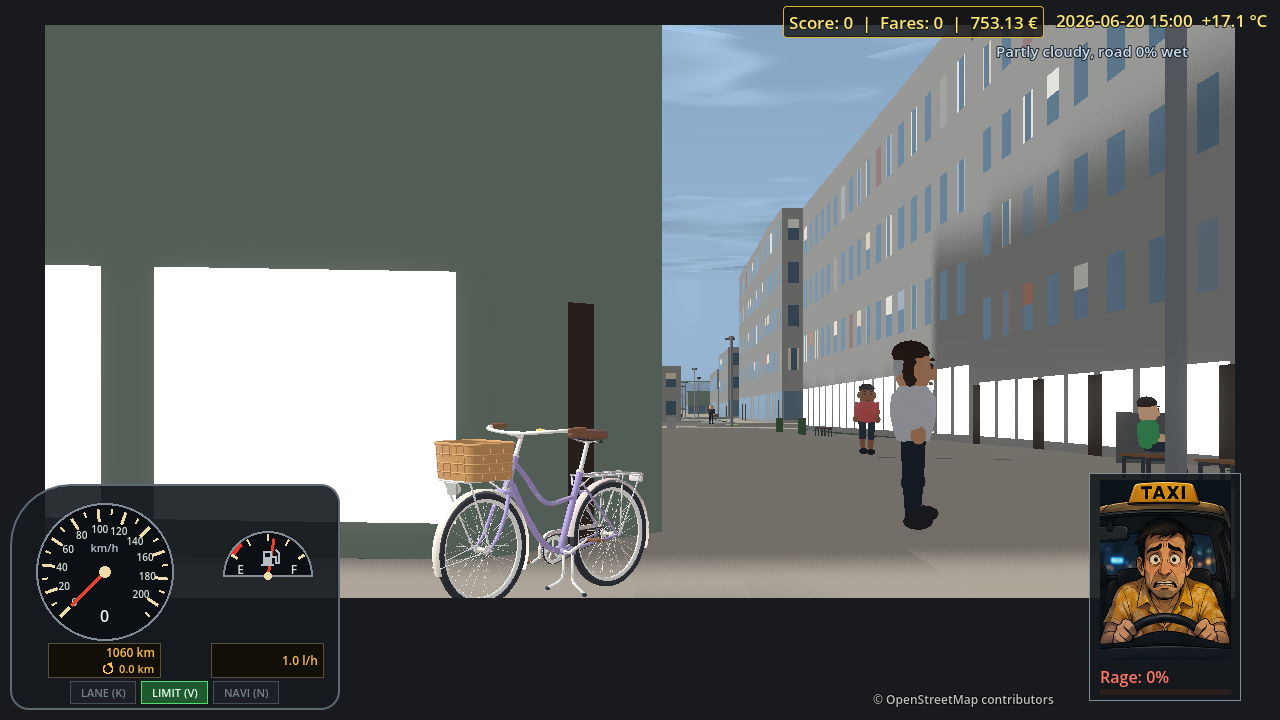 Score: 0 | Fares: 0 | 753.13 €
2026-06-20 15:00 +17.1 °C
Partly cloudy, road 0% wet
TAXI
Rage: 0%
0 20 40 60 80 100 120 140 160 180 200
km/h
0
E F
1060 km
0.0 km
1.0 l/h
LANE (K)
LIMIT (V)
NAVI (N)
© OpenStreetMap contributors